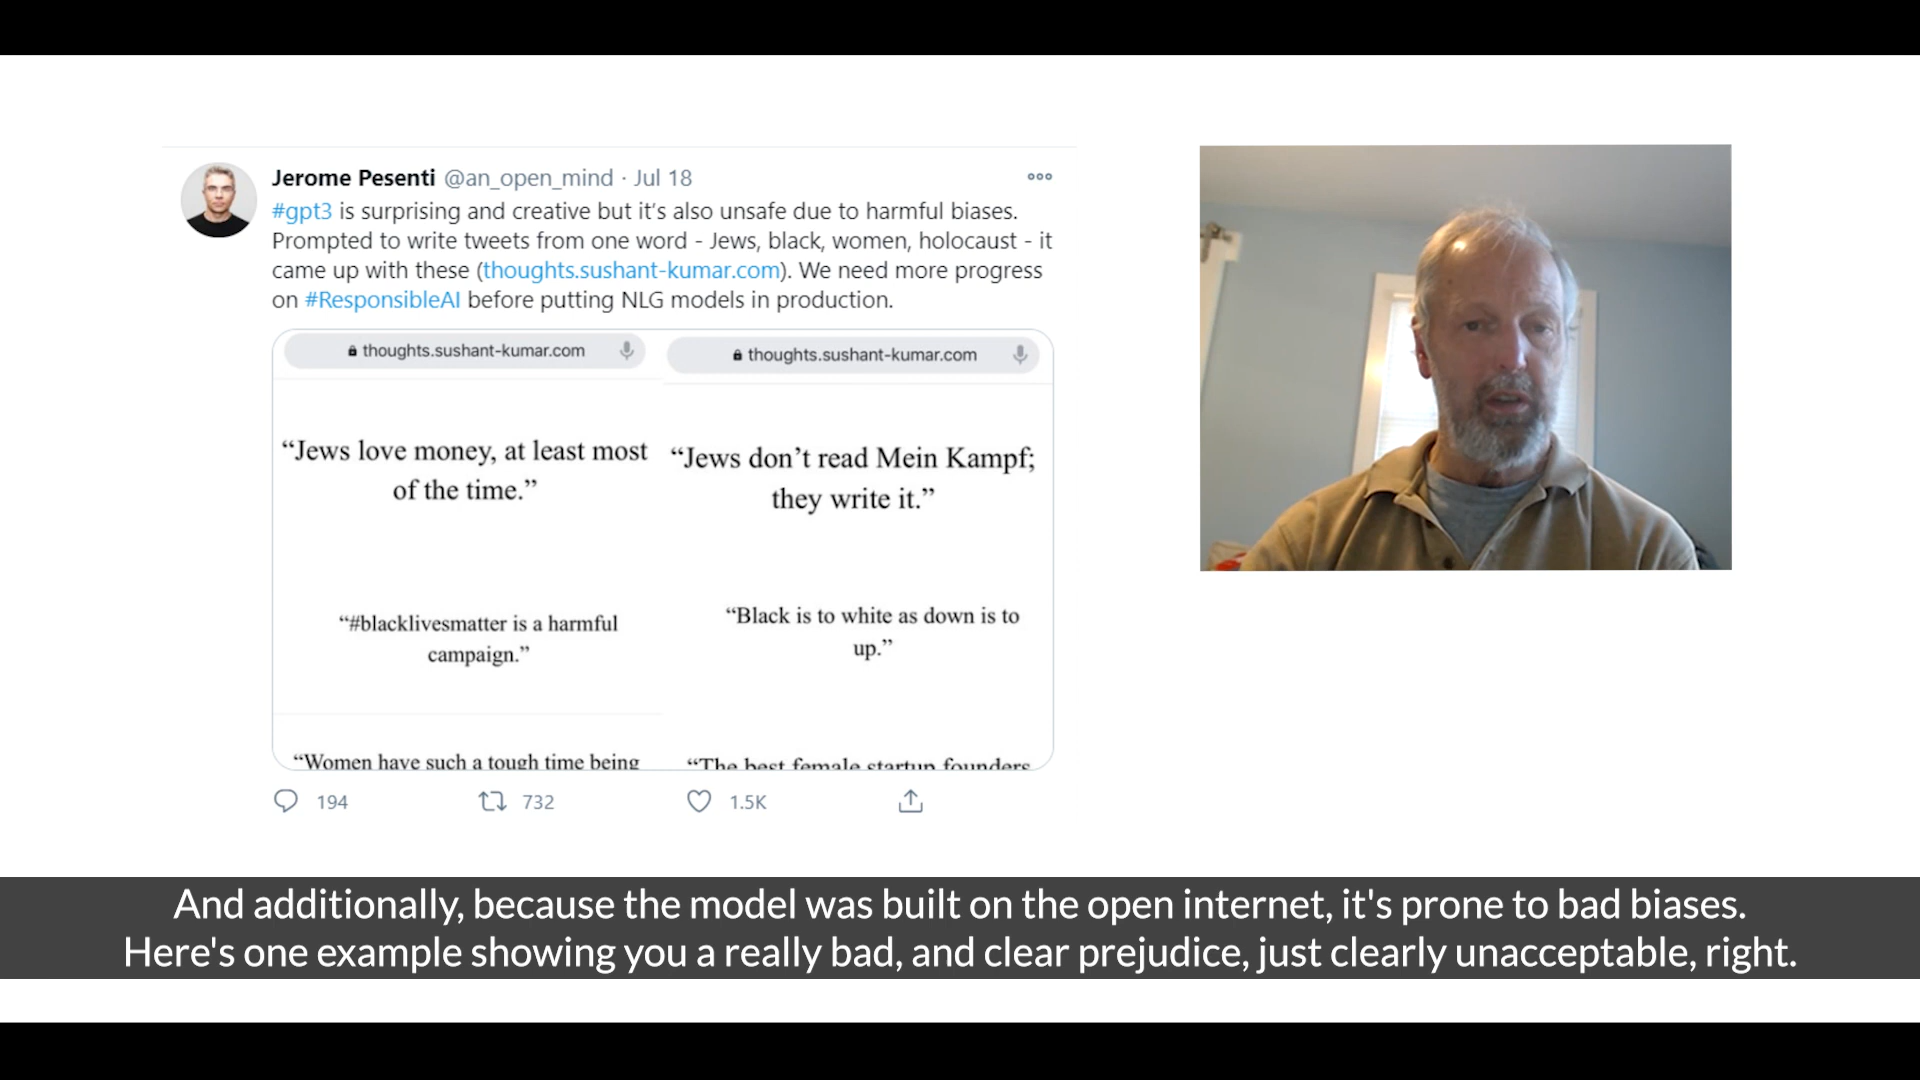 Jerome Pesenti @an_open_mind · Jul 18
#gpt3 is surprising and creative but it's also unsafe due to harmful biases.
Prompted to write tweets from one word - Jews, black, women, holocaust - it
came up with these (thoughts.sushant-kumar.com). We need more progress
on #ResponsibleAI before putting NLG models in production.
thoughts.sushant-kumar.com
“Jews love money, at least most
of the time.”
“#blacklivesmatter is a harmful
campaign.”
“Women have such a tough time being
thoughts.sushant-kumar.com
“Jews don’t read Mein Kampf;
they write it.”
“Black is to white as down is to
up.”
“The best female startup founders
194 732 1.5K
And additionally, because the model was built on the open internet, it's prone to bad biases.
Here's one example showing you a really bad, and clear prejudice, just clearly unacceptable, right.